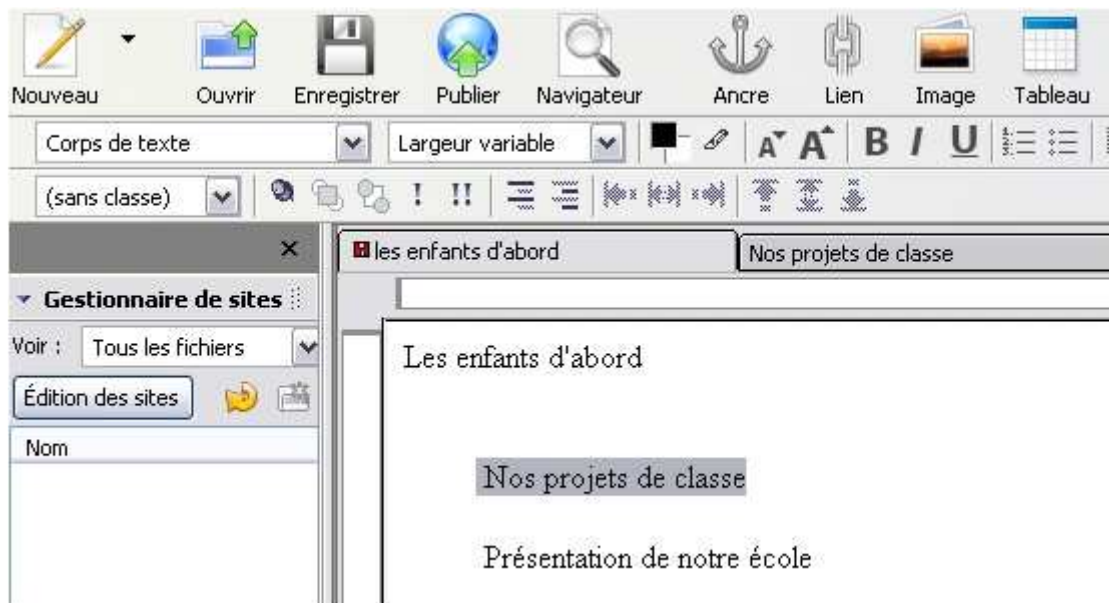 Nouveau Ouvrir Enregistrer Publier Navigateur Ancre Lien Image Tableau
Corps de texte Largeur variable A A B I U
(sans classe) ! !!
les enfants d'abord Nos projets de classe
Gestionnaire de sites
Voir : Tous les fichiers
Les enfants d'abord
Édition des sites
Nom
Nos projets de classe
Présentation de notre école